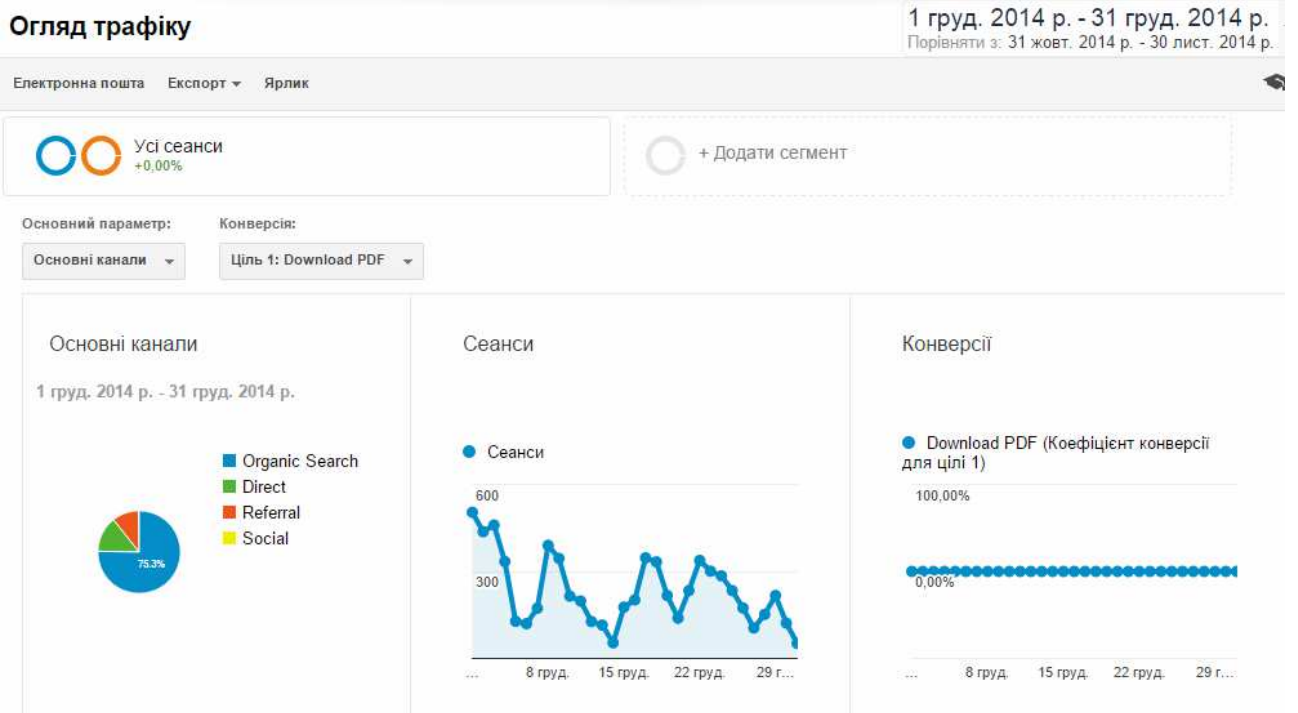 Огляд трафіку
1 груд. 2014 р. - 31 груд. 2014 р.
Порівняти з: 31 жовт. 2014 р. - 30 лист. 2014 р.
Електронна пошта Експорт Ярлик
Усі сеанси
+0,00%
+ Додати сегмент
Основний параметр: Конверсія:
Основні канали Ціль 1: Download PDF
Основні канали
1 груд. 2014 р. - 31 груд. 2014 р.
Organic Search
Direct
Referral
Social
75.3%
Сеанси
Сеанси
600
300
... 8 груд. 15 груд. 22 груд. 29 г...
Конверсії
Download PDF (Коефіцієнт конверсії
для цілі 1)
100,00%
0,00%
... 8 груд. 15 груд. 22 груд. 29 г...